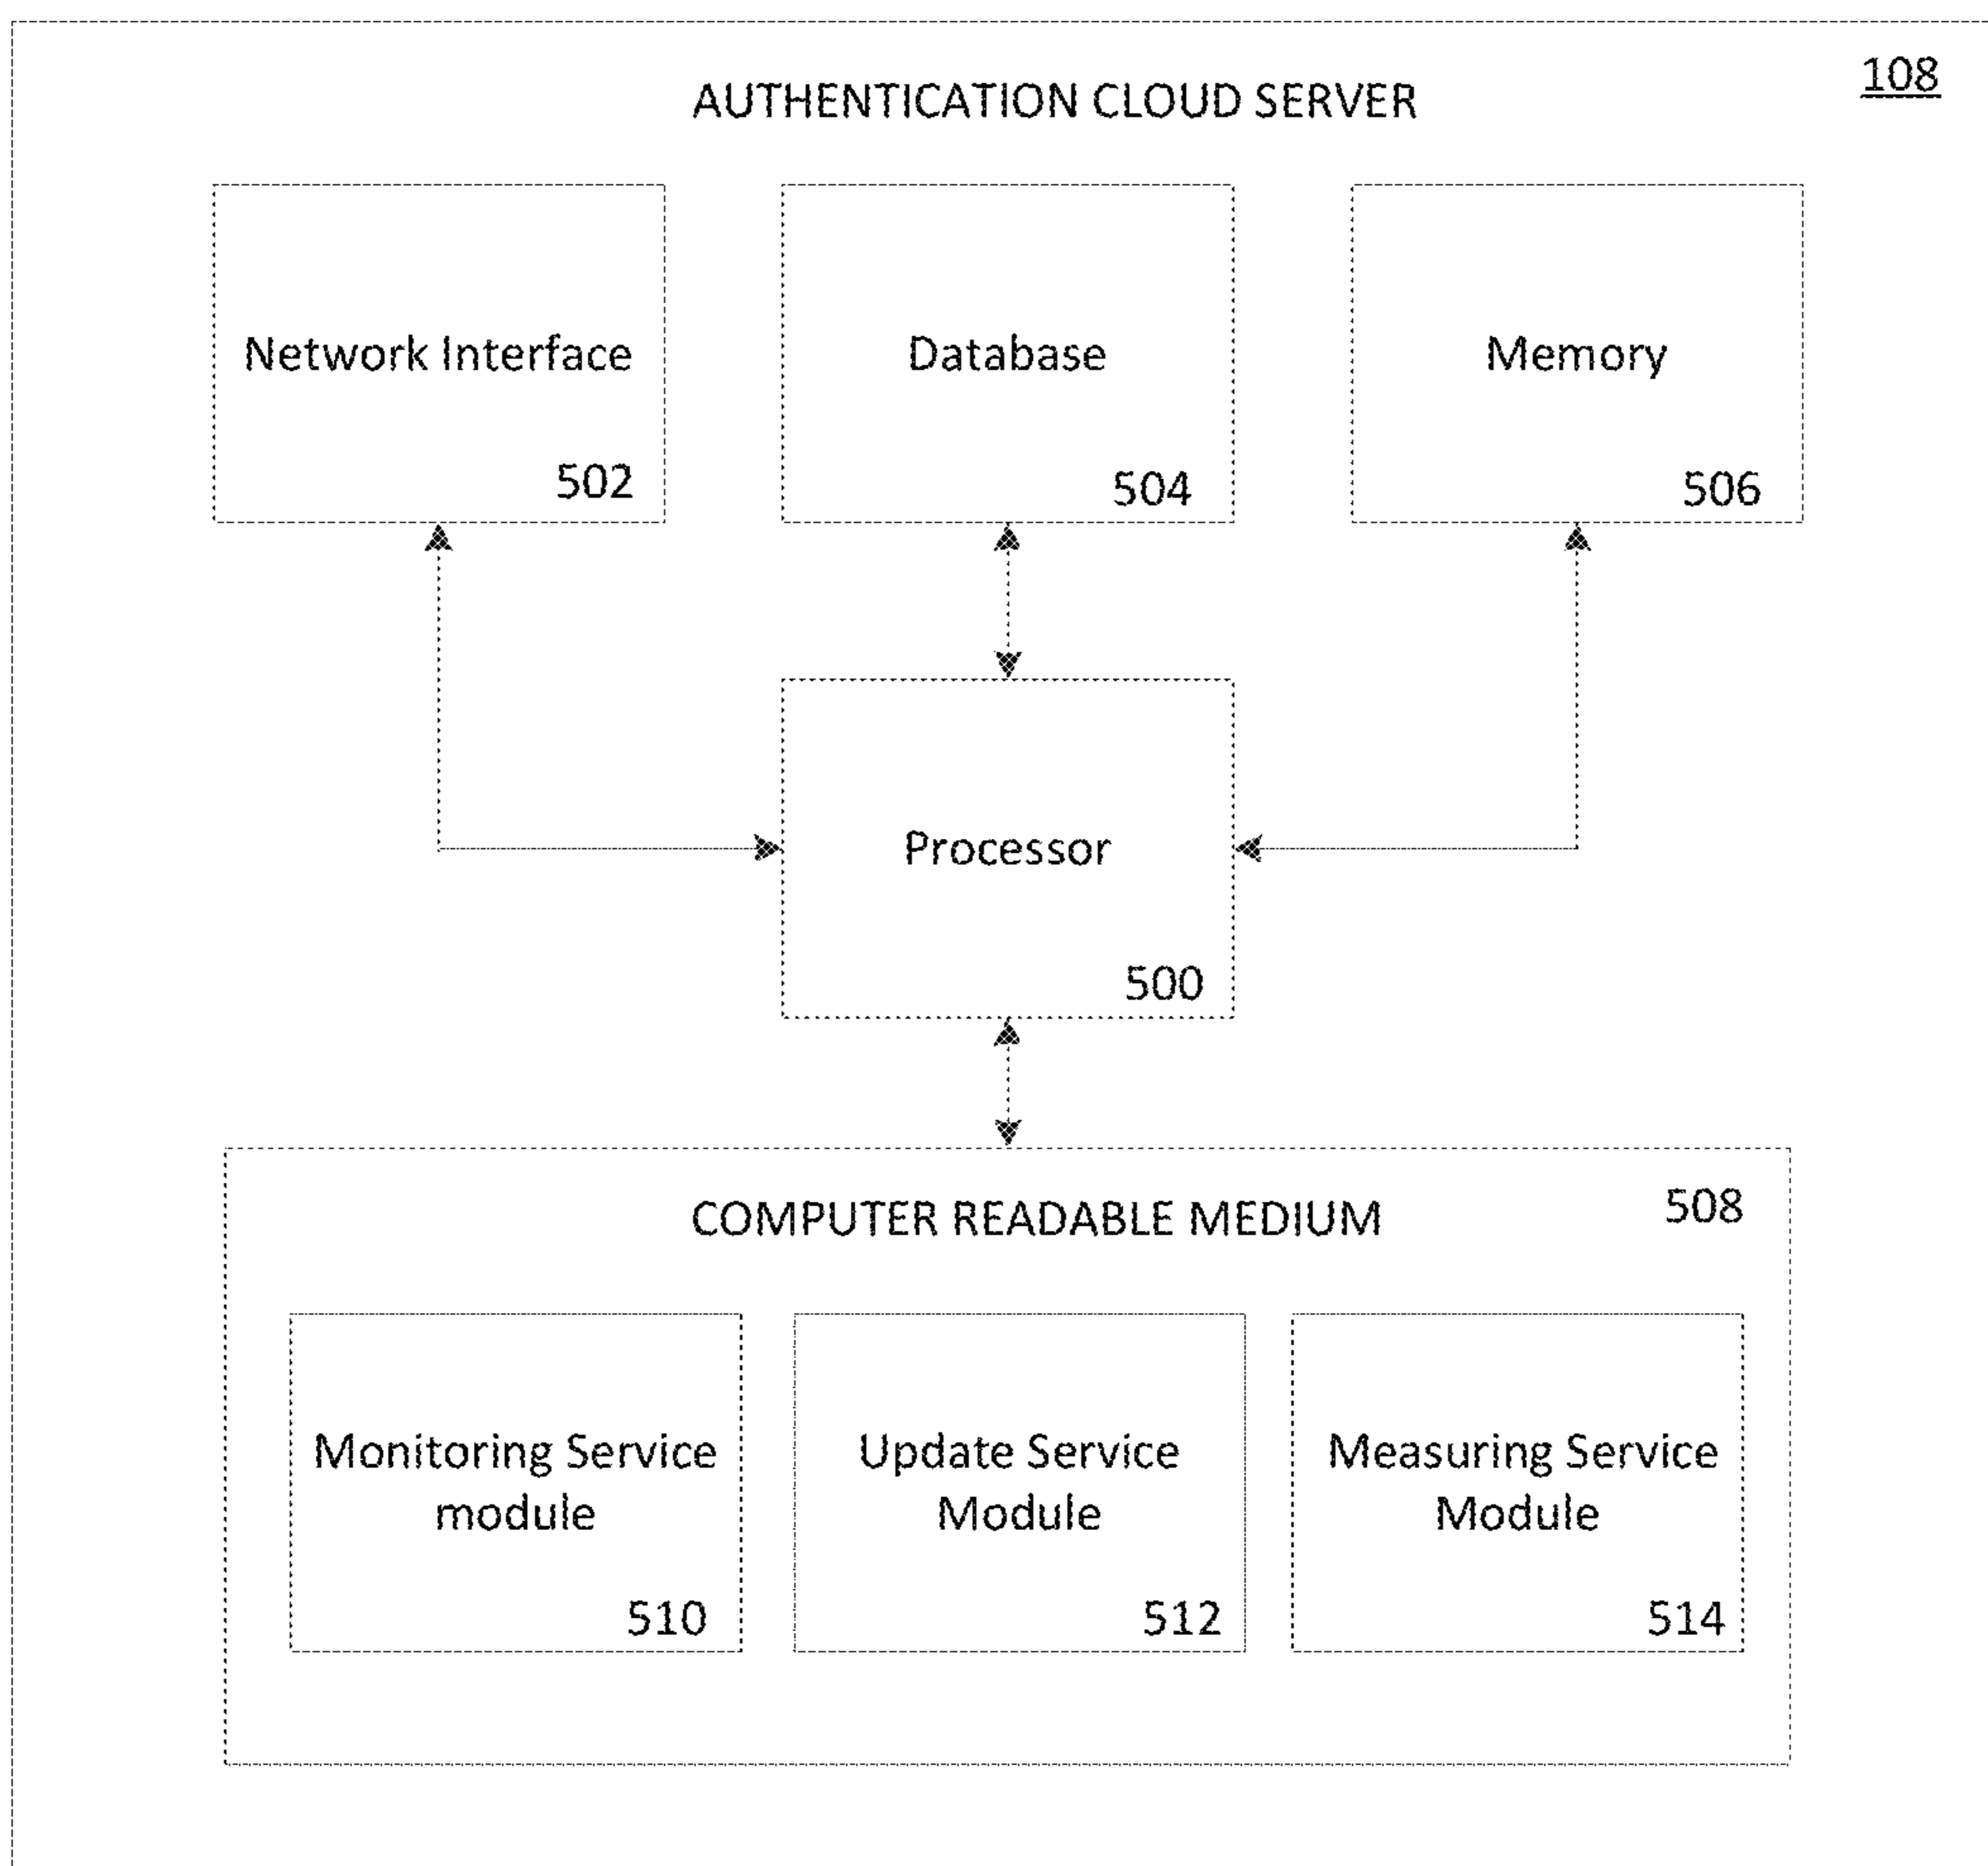 108
AUTHENTICATION CLOUD SERVER
Network Interface
502
Database
504
Memory
506
Processor
500
COMPUTER READABLE MEDIUM
508
Monitoring Service
module
510
Update Service
Module
512
Measuring Service
Module
514